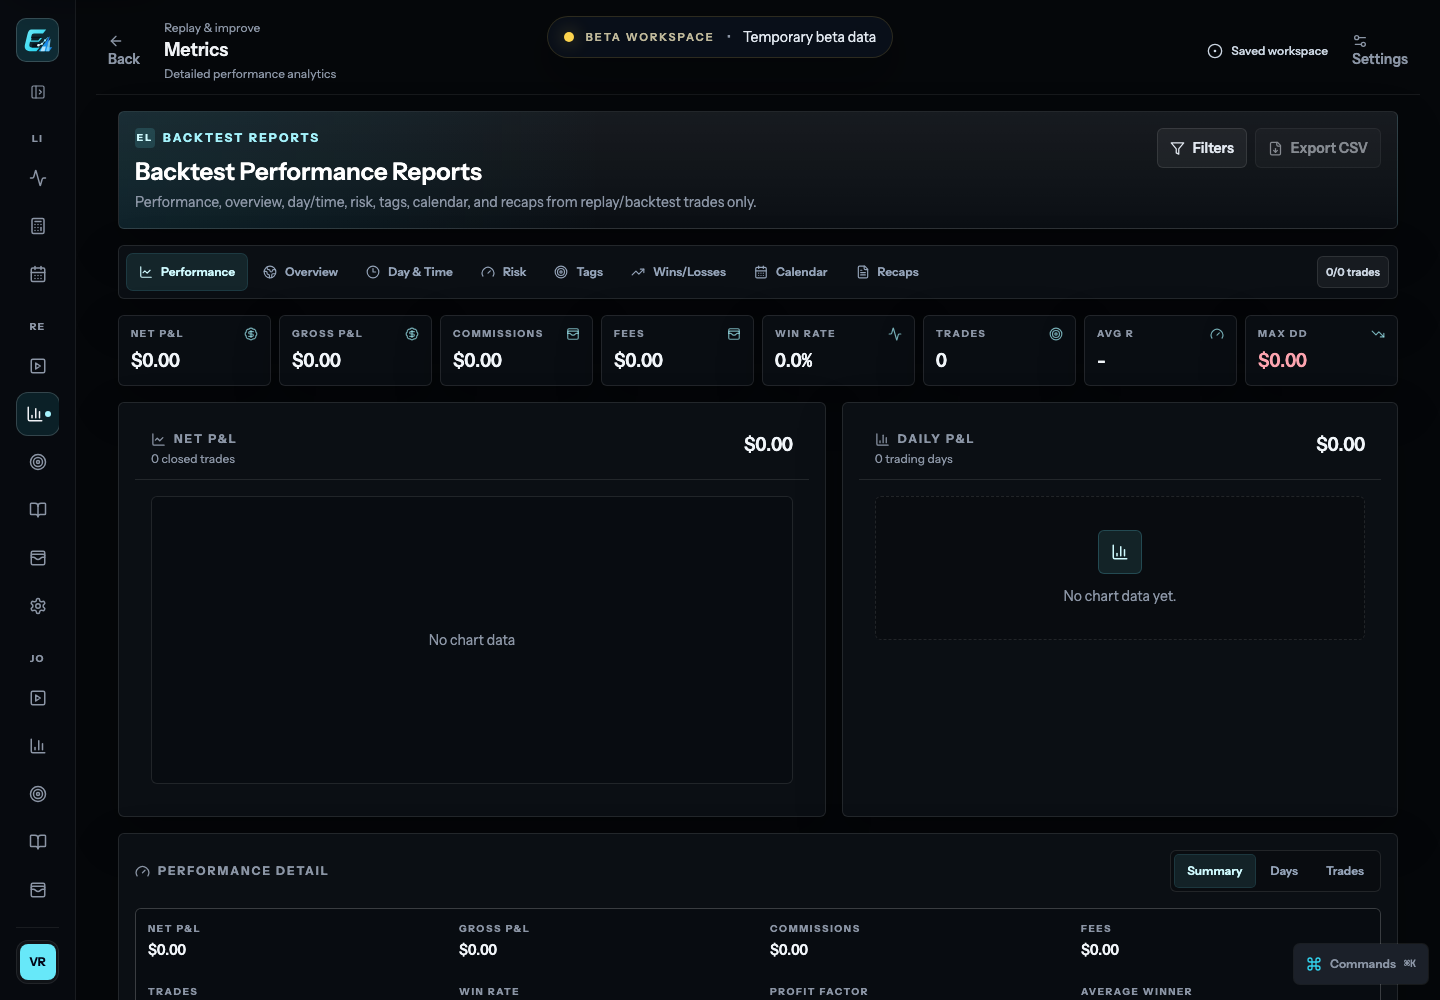 Back
Replay & improve
Metrics
Detailed performance analytics
BETA WORKSPACE · Temporary beta data
Saved workspace
Settings
LI
RE
JO
VR
EL BACKTEST REPORTS
Backtest Performance Reports
Performance, overview, day/time, risk, tags, calendar, and recaps from replay/backtest trades only.
Filters
Export CSV
Performance
Overview
Day & Time
Risk
Tags
Wins/Losses
Calendar
Recaps
0/0 trades
NET P&L
$0.00
GROSS P&L
$0.00
COMMISSIONS
$0.00
FEES
$0.00
WIN RATE
0.0%
TRADES
0
AVG R
-
MAX DD
$0.00
NET P&L
0 closed trades
$0.00
No chart data
DAILY P&L
0 trading days
$0.00
No chart data yet.
PERFORMANCE DETAIL
Summary
Days
Trades
NET P&L
$0.00
GROSS P&L
$0.00
COMMISSIONS
$0.00
FEES
$0.00
TRADES
WIN RATE
PROFIT FACTOR
AVERAGE WINNER
Commands ⌘K